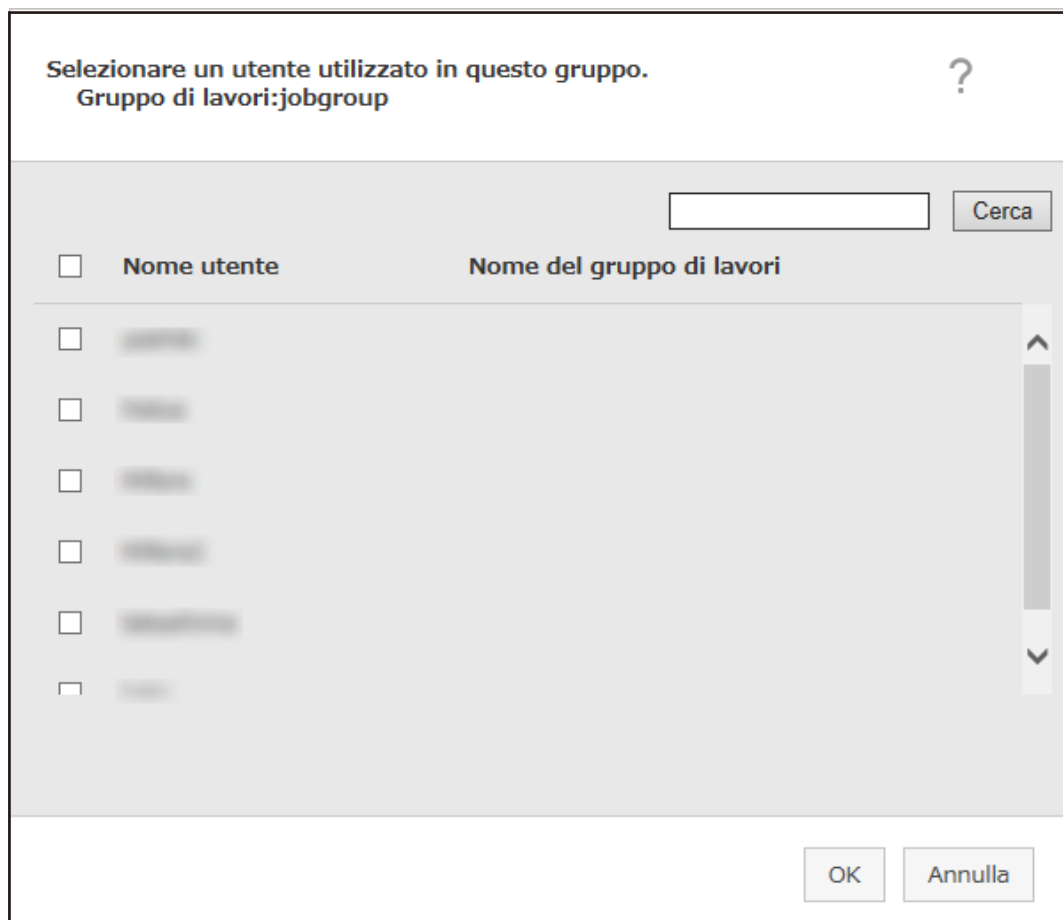 Selezionare un utente utilizzato in questo gruppo.
Gruppo di lavori:jobgroup
?
Cerca
Nome utente Nome del gruppo di lavori
OK Annulla